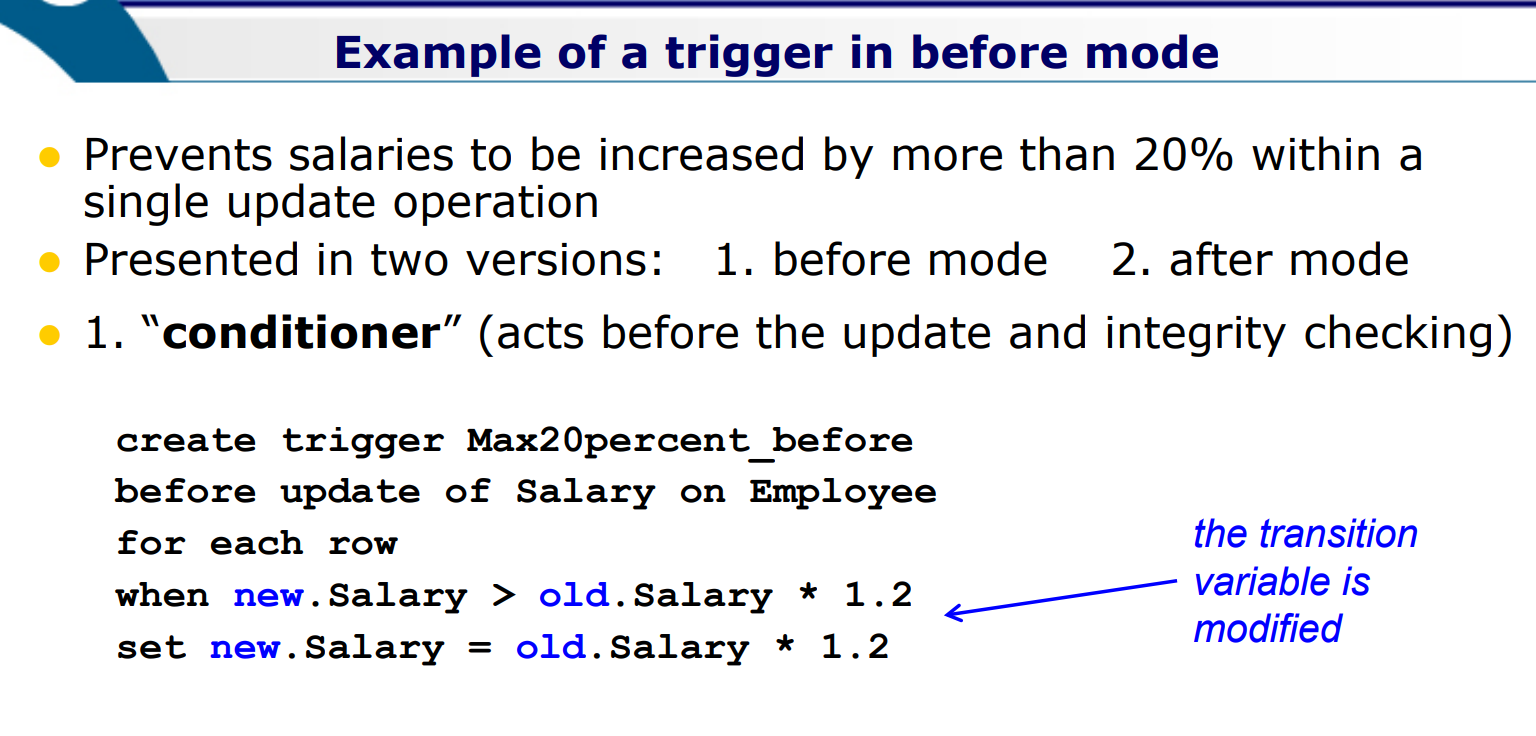 Example of a trigger in before mode
Prevents salaries to be increased by more than 20% within a
single update operation
Presented in two versions: 1. before mode 2. after mode
1. “conditioner” (acts before the update and integrity checking)
create trigger Max20percent_before
before update of Salary on Employee
for each row
when new.Salary > old.Salary * 1.2
set new.Salary = old.Salary * 1.2
the transition
variable is
modified